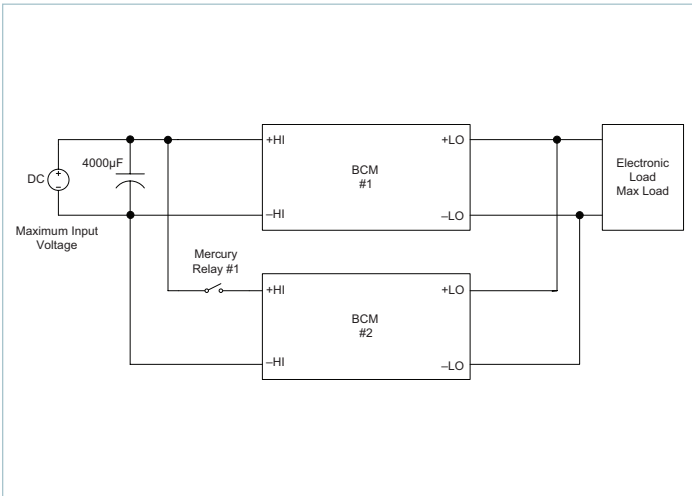 +HI
+LO
4000µF
BCM
#1
Electronic
Load
Max Load
DC
+
–
–HI
–LO
Maximum Input
Voltage
Mercury
Relay #1
+HI
+LO
BCM
#2
–HI
–LO